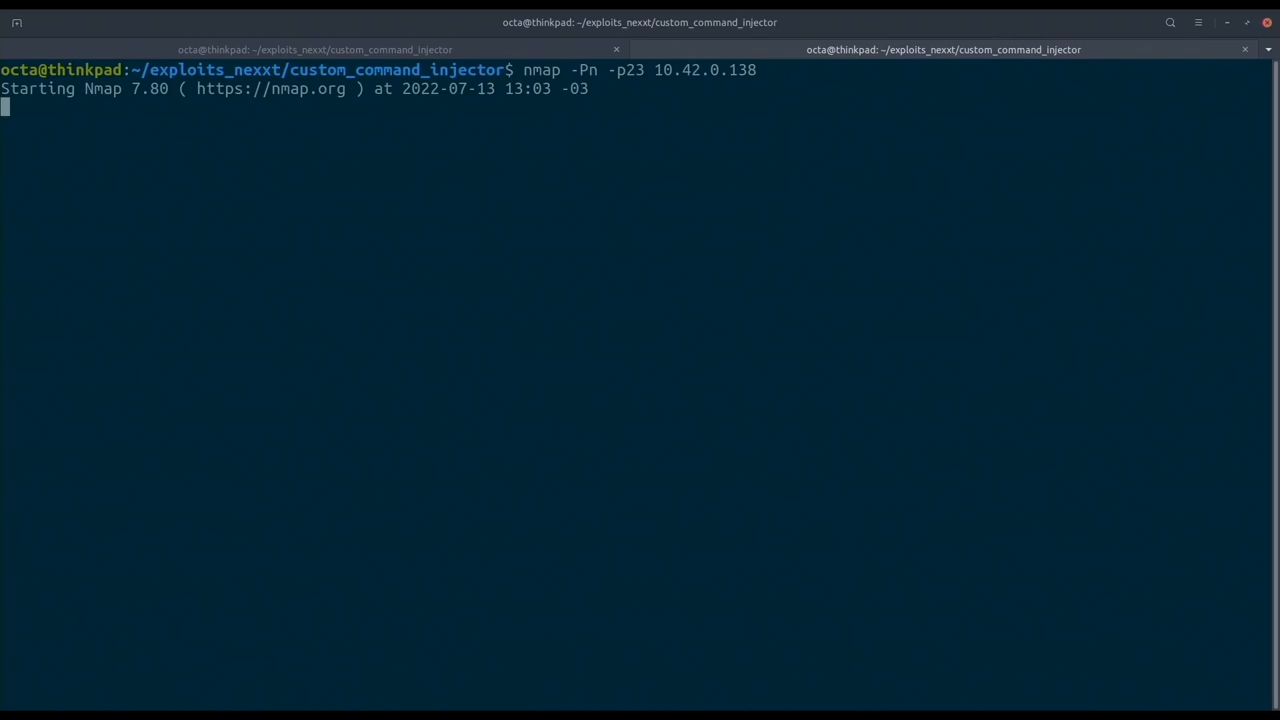 octa@thinkpad: ~/exploits_nexxt/custom_command_injector
octa@thinkpad: ~/exploits_nexxt/custom_command_injector
octa@thinkpad: ~/exploits_nexxt/custom_command_injector
octa@thinkpad:~/exploits_nexxt/custom_command_injector$ nmap -Pn -p23 10.42.0.138
Starting Nmap 7.80 ( https://nmap.org ) at 2022-07-13 13:03 -03